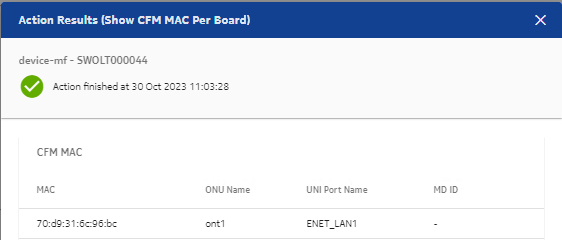 Action Results (Show CFM MAC Per Board)
device-mf - SWOLT000044
Action finished at 30 Oct 2023 11:03:28
CFM MAC
MAC ONU Name UNI Port Name MD ID
70:d9:31:6c:96:bc ont1 ENET_LAN1 -